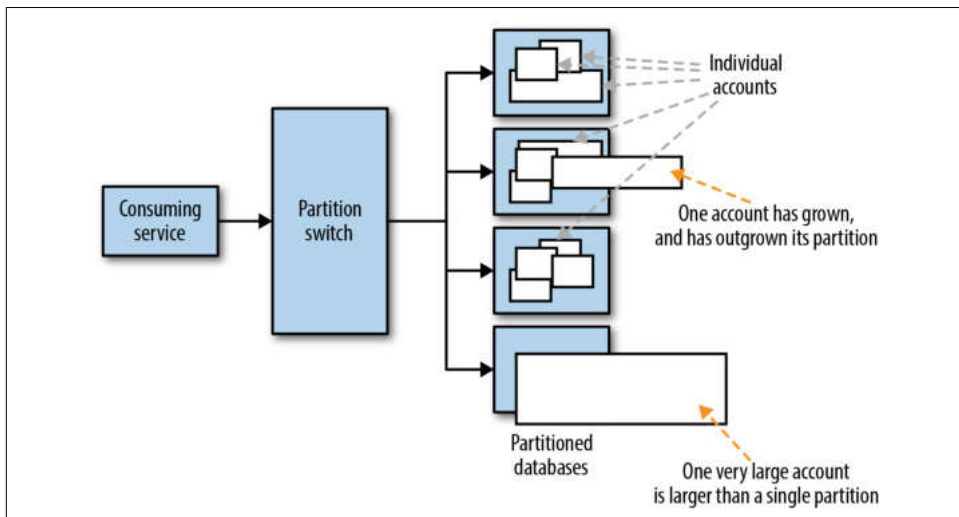 Consuming
service
Partition
switch
Individual
accounts
One account has grown,
and has outgrown its partition
Partitioned
databases
One very large account
is larger than a single partition